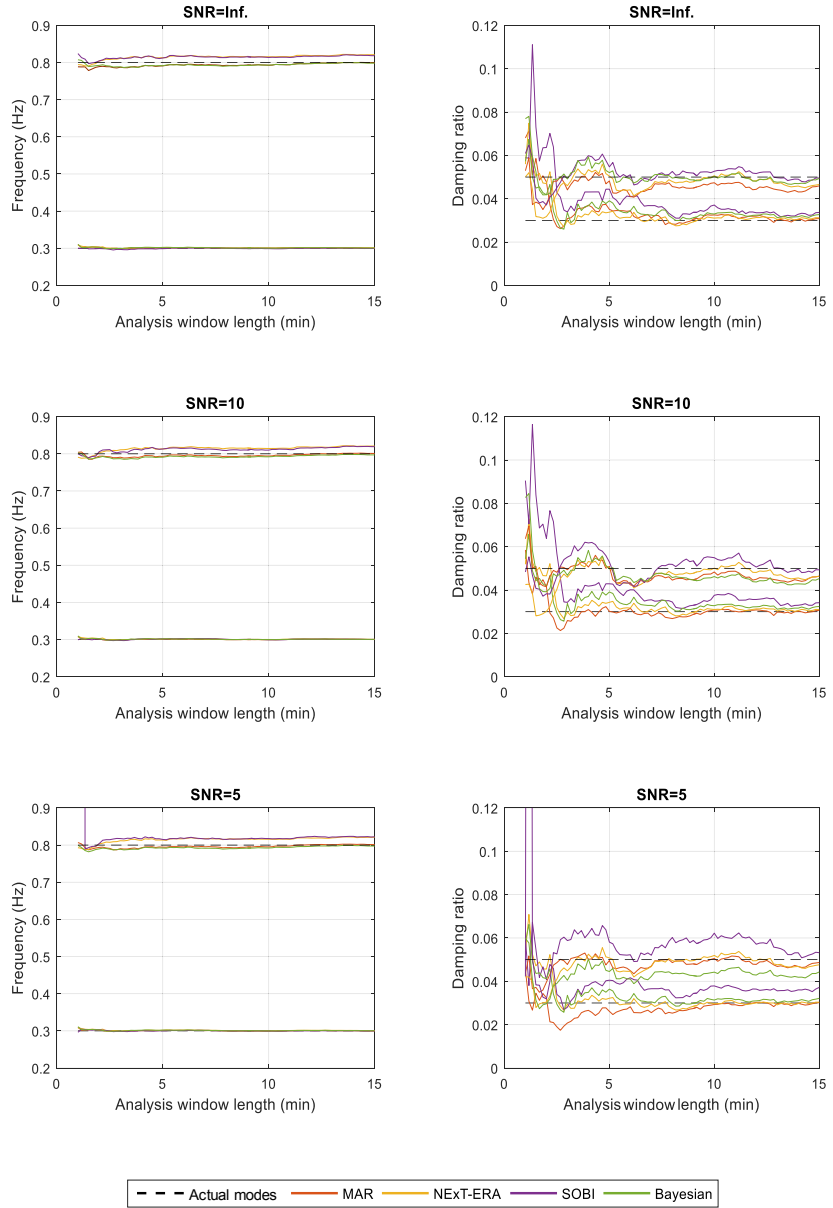 SNR=Inf.
0.9
0.8
0.7
0.6
0.5
0.4
0.3
0.2
Frequency (Hz)
0 5 10 15
Analysis window length (min)
SNR=Inf.
0.12
0.1
0.08
0.06
0.04
0.02
0
Damping ratio
0 5 10 15
Analysis window length (min)
SNR=10
0.9
0.8
0.7
0.6
0.5
0.4
0.3
0.2
Frequency (Hz)
0 5 10 15
Analysis window length (min)
SNR=10
0.12
0.1
0.08
0.06
0.04
0.02
0
Damping ratio
0 5 10 15
Analysis window length (min)
SNR=5
0.9
0.8
0.7
0.6
0.5
0.4
0.3
0.2
Frequency (Hz)
0 5 10 15
Analysis window length (min)
SNR=5
0.12
0.1
0.08
0.06
0.04
0.02
0
Damping ratio
0 5 10 15
Analysis window length (min)
Actual modes MAR NExT-ERA SOBI Bayesian